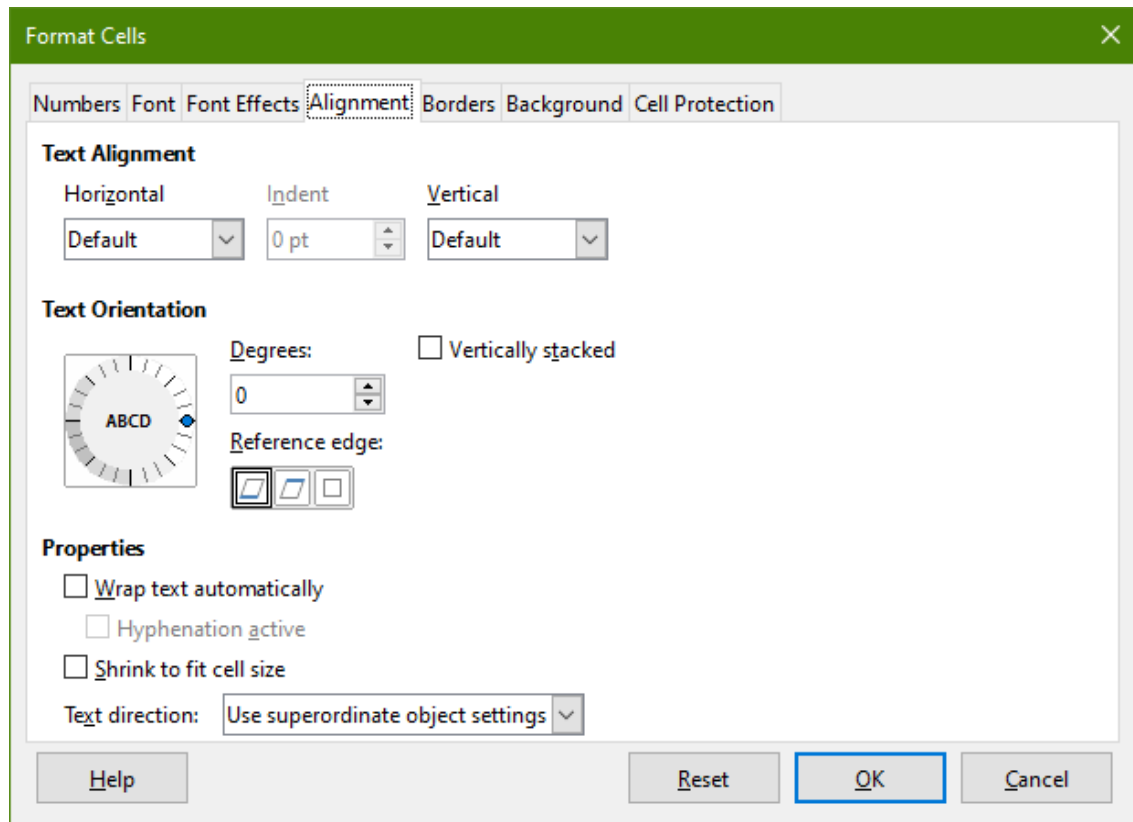 Format Cells
Numbers Font Font Effects Alignment Borders Background Cell Protection
Text Alignment
Horizontal Indent Vertical
Default 0 pt Default
Text Orientation
Degrees: Vertically stacked
0
ABCD
Reference edge:
Properties
Wrap text automatically
Hyphenation active
Shrink to fit cell size
Text direction: Use superordinate object settings
Help Reset OK Cancel